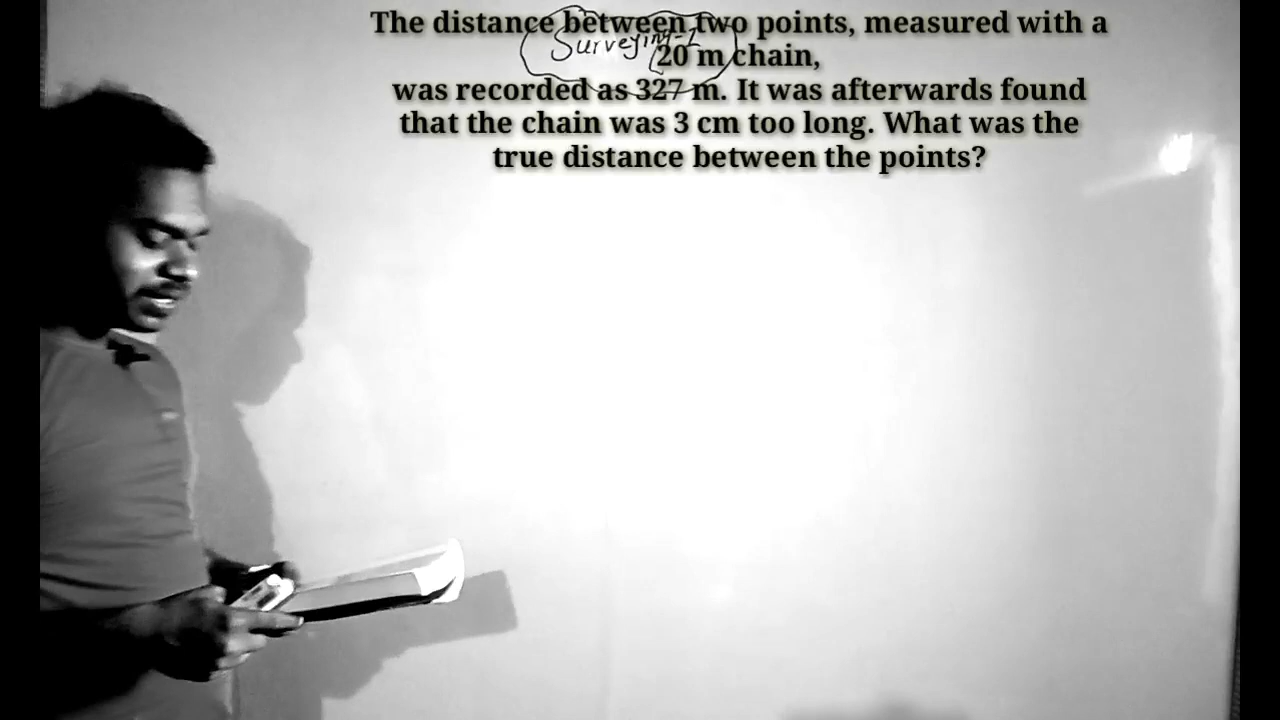 The distance between two points, measured with a
Surveying-I
20 m chain,
was recorded as 327 m. It was afterwards found
that the chain was 3 cm too long. What was the
true distance between the points?